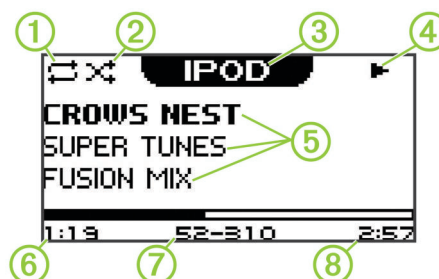 1 2 3 4
IPOD
CROWS NEST
SUPER TUNES
FUSION MIX
5
1:19 52-310 2:57
6 7 8